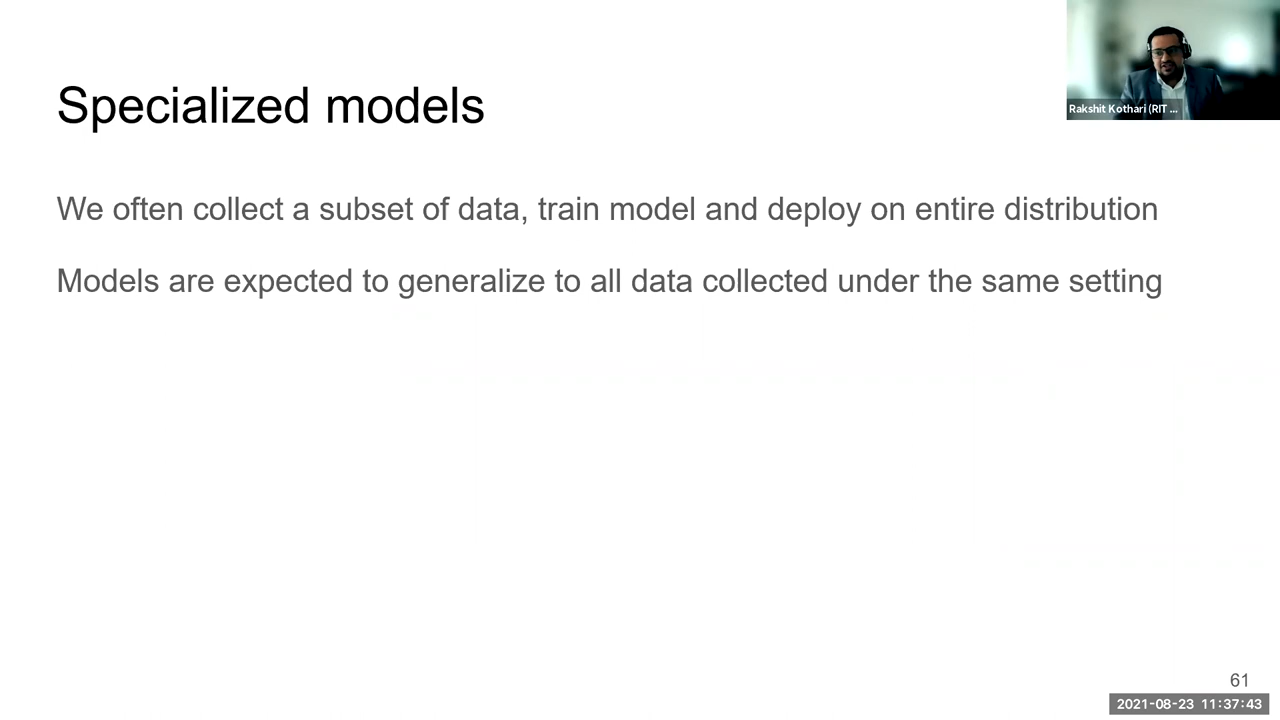 Rakshit Kothari (RIT ...
Specialized models
We often collect a subset of data, train model and deploy on entire distribution
Models are expected to generalize to all data collected under the same setting
61
2021-08-23 11:37:43